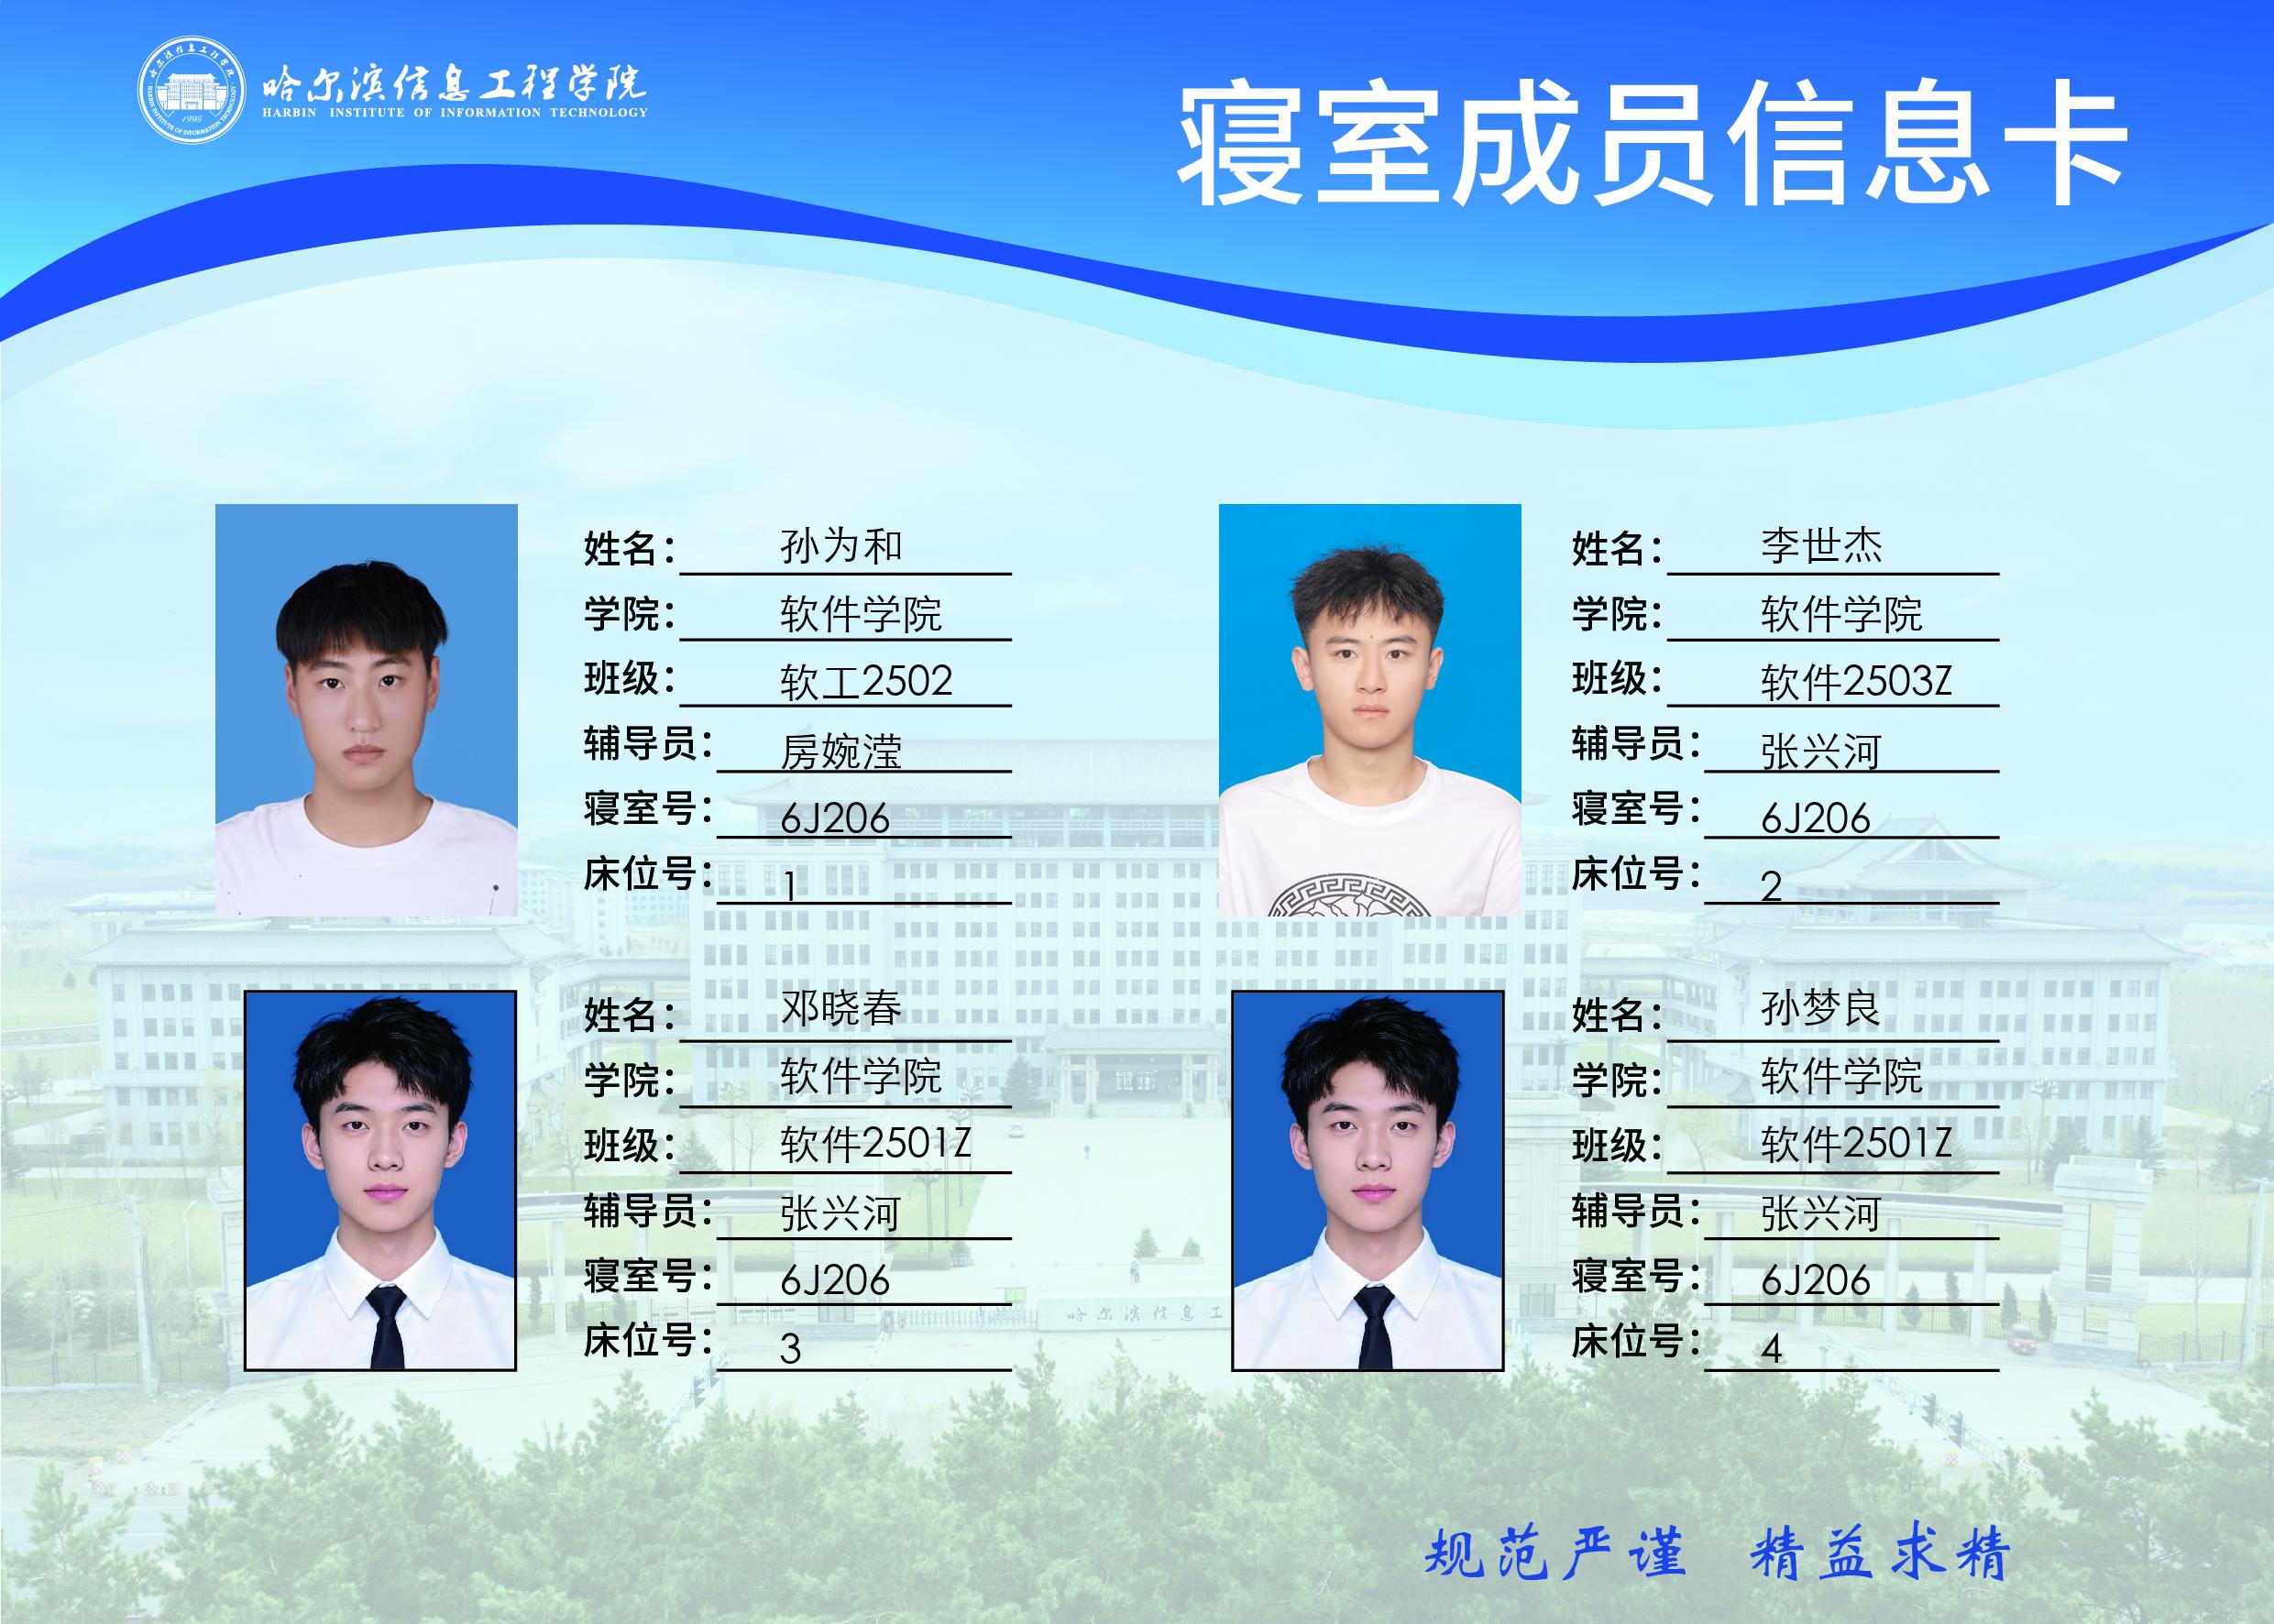 哈尔滨信息工程学院
HARBIN INSTITUTE OF INFORMATION TECHNOLOGY
1995
寝室成员信息卡
姓名：孙为和
学院：软件学院
班级：软工2502
辅导员：房婉滢
寝室号：6J206
床位号：1
姓名：李世杰
学院：软件学院
班级：软件2503Z
辅导员：张兴河
寝室号：6J206
床位号：2
姓名：邓晓春
学院：软件学院
班级：软件2501Z
辅导员：张兴河
寝室号：6J206
床位号：3
姓名：孙梦良
学院：软件学院
班级：软件2501Z
辅导员：张兴河
寝室号：6J206
床位号：4
哈尔滨信息工
规范严谨 精益求精